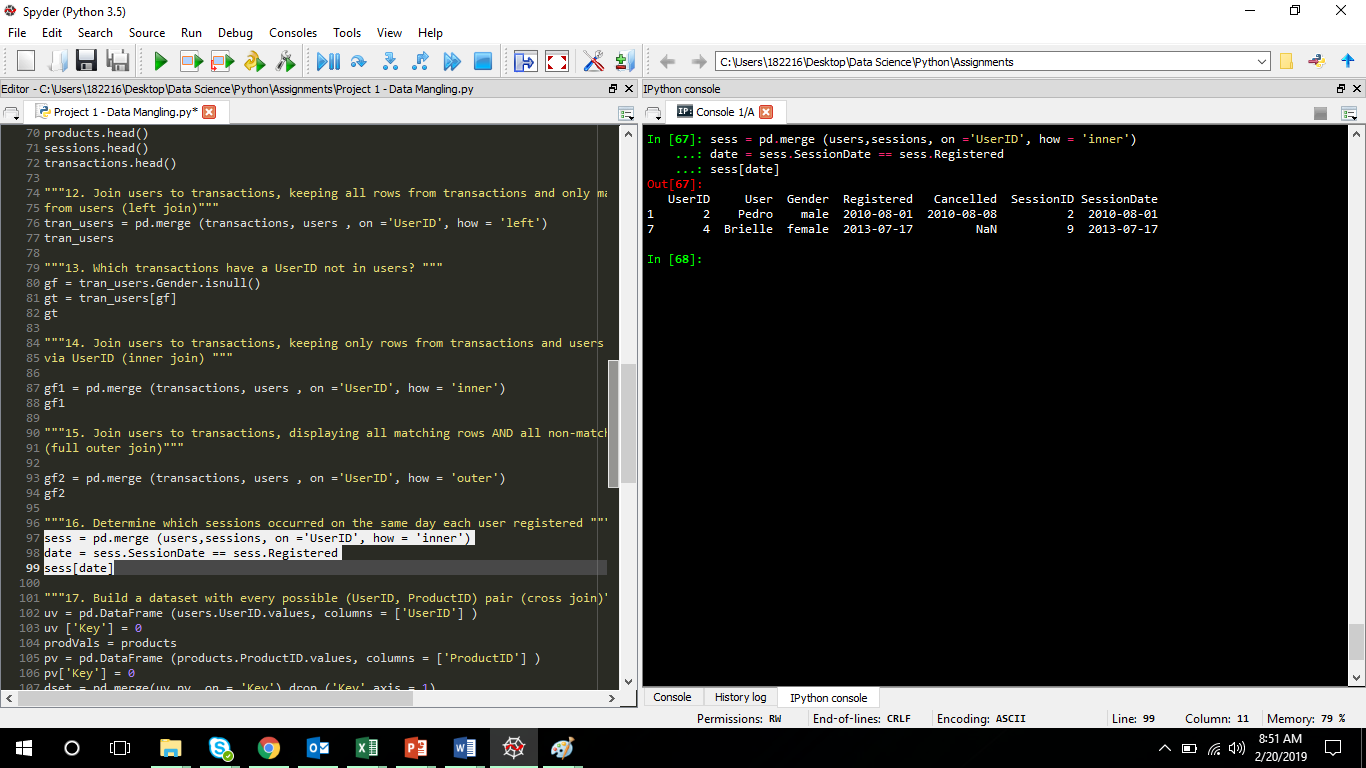 Spyder (Python 3.5)
File Edit Search Source Run Debug Consoles Tools View Help
C:\Users\182216\Desktop\Data Science\Python\Assignments
Editor - C:\Users\182216\Desktop\Data Science\Python\Assignments\Project 1 - Data Mangling.py
Project 1 - Data Mangling.py*
70 products.head()
71 sessions.head()
72 transactions.head()
73
74 """12. Join users to transactions, keeping all rows from transactions and only ma
75 from users (left join)"""
76 tran_users = pd.merge (transactions, users , on ='UserID', how = 'left')
77 tran_users
78
79 """13. Which transactions have a UserID not in users? """
80 gf = tran_users.Gender.isnull()
81 gt = tran_users[gf]
82 gt
83
84 """14. Join users to transactions, keeping only rows from transactions and users
85 via UserID (inner join) """
86
87 gf1 = pd.merge (transactions, users , on ='UserID', how = 'inner')
88 gf1
89
90 """15. Join users to transactions, displaying all matching rows AND all non-match
91 (full outer join)"""
92
93 gf2 = pd.merge (transactions, users , on ='UserID', how = 'outer')
94 gf2
95
96 """16. Determine which sessions occurred on the same day each user registered """
97 sess = pd.merge (users,sessions, on ='UserID', how = 'inner')
98 date = sess.SessionDate == sess.Registered
99 sess[date]
100
101 """17. Build a dataset with every possible (UserID, ProductID) pair (cross join)"
102 uv = pd.DataFrame (users.UserID.values, columns = ['UserID'] )
103 uv ['Key'] = 0
104 prodVals = products
105 pv = pd.DataFrame (products.ProductID.values, columns = ['ProductID'] )
106 pv['Key'] = 0
107 dset = pd.merge(uv,pv, on = 'Key').drop ('Key',axis = 1)
IPython console
IP: Console 1/A
In [67]: sess = pd.merge (users,sessions, on ='UserID', how = 'inner')
...: date = sess.SessionDate == sess.Registered
...: sess[date]
Out[67]:
UserID User Gender Registered Cancelled SessionID SessionDate
1 2 Pedro male 2010-08-01 2010-08-08 2 2010-08-01
7 4 Brielle female 2013-07-17 NaN 9 2013-07-17
In [68]:
Console History log IPython console
Permissions: RW End-of-lines: CRLF Encoding: ASCII Line: 99 Column: 11 Memory: 79 %
8:51 AM
2/20/2019